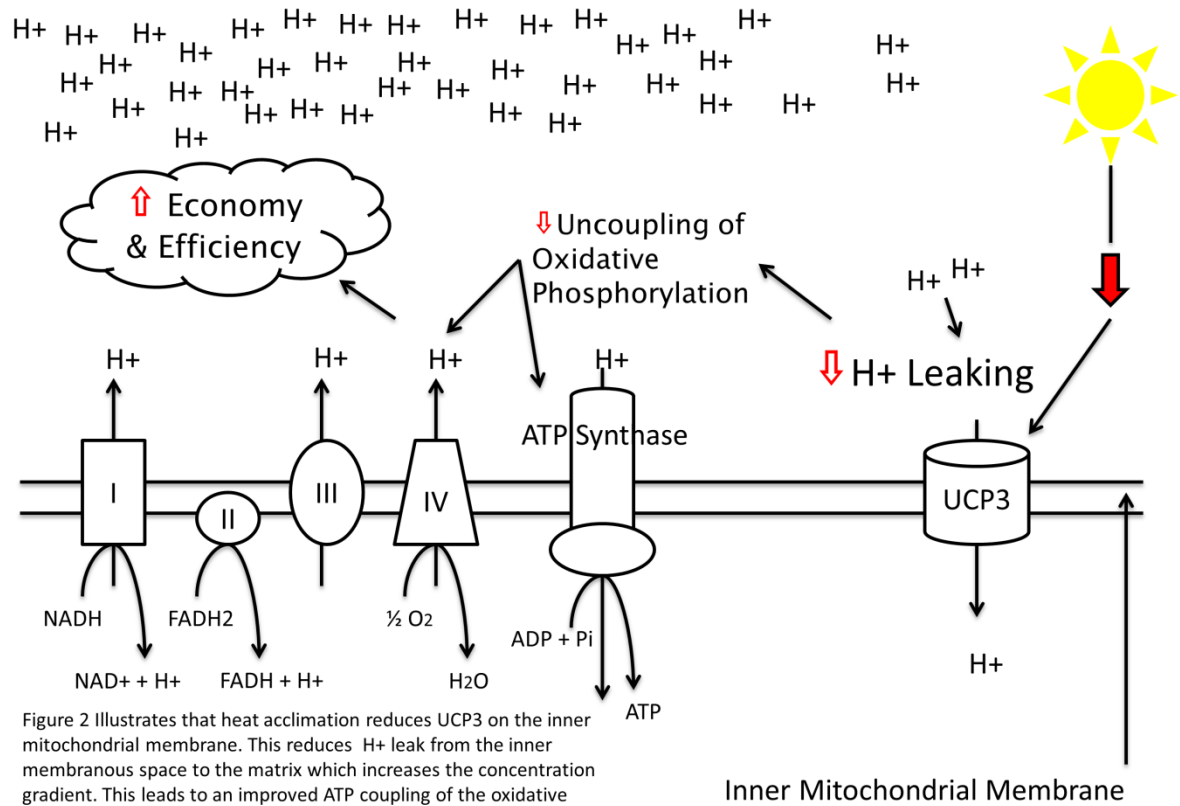 H+ H+ H+ H+ H+ H+ H+ H+ H+ H+ H+
H+ H+ H+ H+ H+ H+ H+ H+
H+ H+ H+ H+ H+ H+ H+ H+ H+ H+
H+ H+ H+ H+ H+ H+ H+ H+
H+ H+ H+
Economy
& Efficiency
Uncoupling of
Oxidative
Phosphorylation
H+ H+
H+ Leaking
H+ H+ H+ H+
ATP Synthase
I
II
III
IV
UCP3
NADH
NAD+ + H+
FADH2
FADH + H+
½ O2
H2O
ADP + Pi
ATP
H+
Figure 2 Illustrates that heat acclimation reduces UCP3 on the inner
mitochondrial membrane. This reduces H+ leak from the inner
membranous space to the matrix which increases the concentration
gradient. This leads to an improved ATP coupling of the oxidative
Inner Mitochondrial Membrane